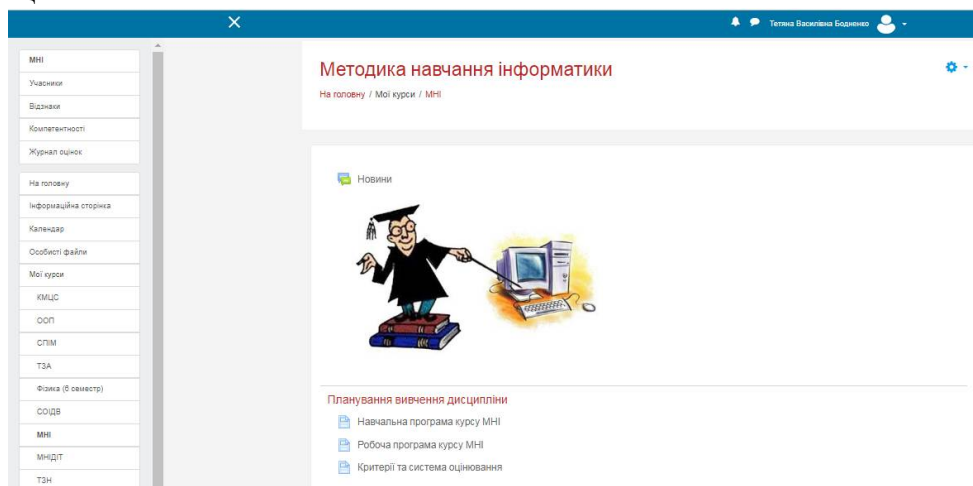 Тетяна Василівна Бодненко
МНІ
Учасники
Відзнаки
Компетентності
Журнал оцінок
На головну
Інформаційна сторінка
Календар
Особисті файли
Мої курси
КМЦС
ООП
СПІМ
ТЗА
Фізика (6 семестр)
СОІДВ
МНІ
МНІДІТ
ТЗН
Методика навчання інформатики
На головну / Мої курси / МНІ
Новини
Планування вивчення дисципліни
Навчальна програма курсу МНІ
Робоча програма курсу МНІ
Критерії та система оцінювання